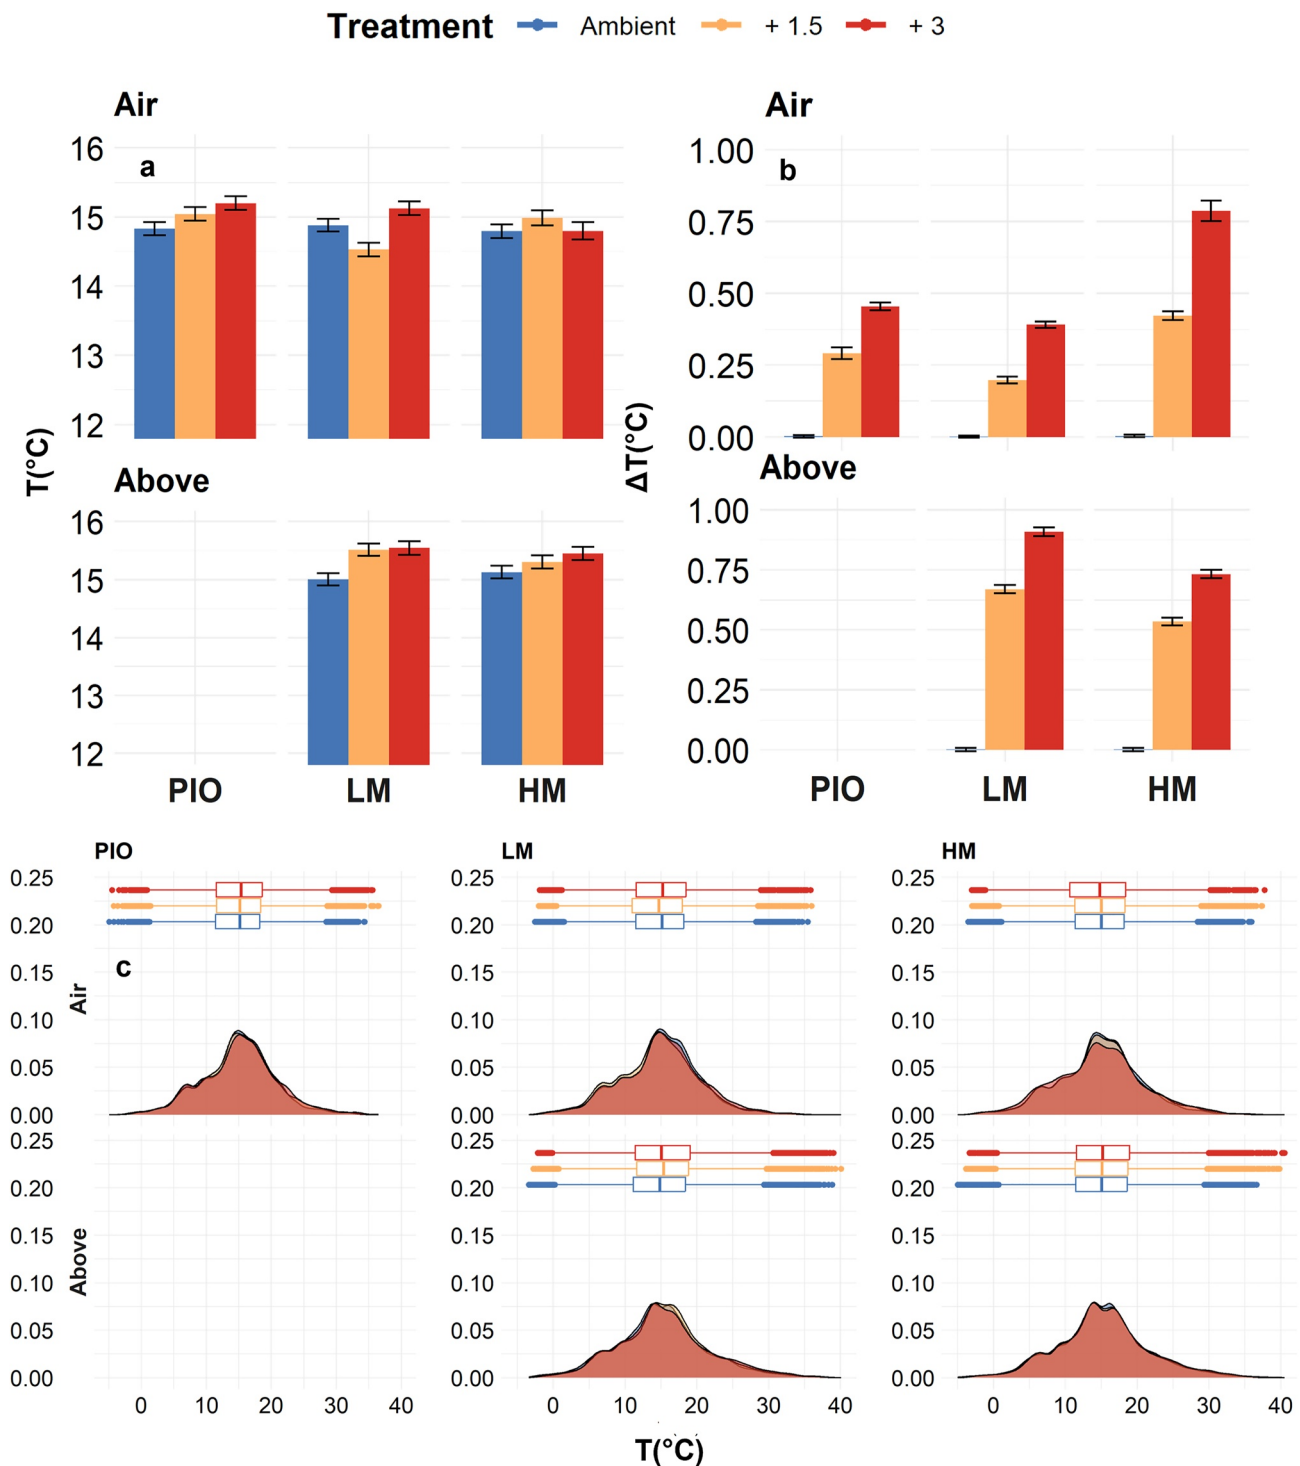 Treatment Ambient + 1.5 + 3
Air
a
16
15
14
13
12
T(°C)
Above
16
15
14
13
12
PIO LM HM
Air
b
1.00
0.75
0.50
0.25
0.00
ΔT(°C)
Above
1.00
0.75
0.50
0.25
0.00
PIO LM HM
PIO LM HM
c
Air
0.25 0.25 0.25
0.20 0.20 0.20
0.15 0.15 0.15
0.10 0.10 0.10
0.05 0.05 0.05
0.00 0.00 0.00
Above
0.25 0.25 0.25
0.20 0.20 0.20
0.15 0.15 0.15
0.10 0.10 0.10
0.05 0.05 0.05
0.00 0.00 0.00
0 10 20 30 40 0 10 20 30 40 0 10 20 30 40
T(°C)